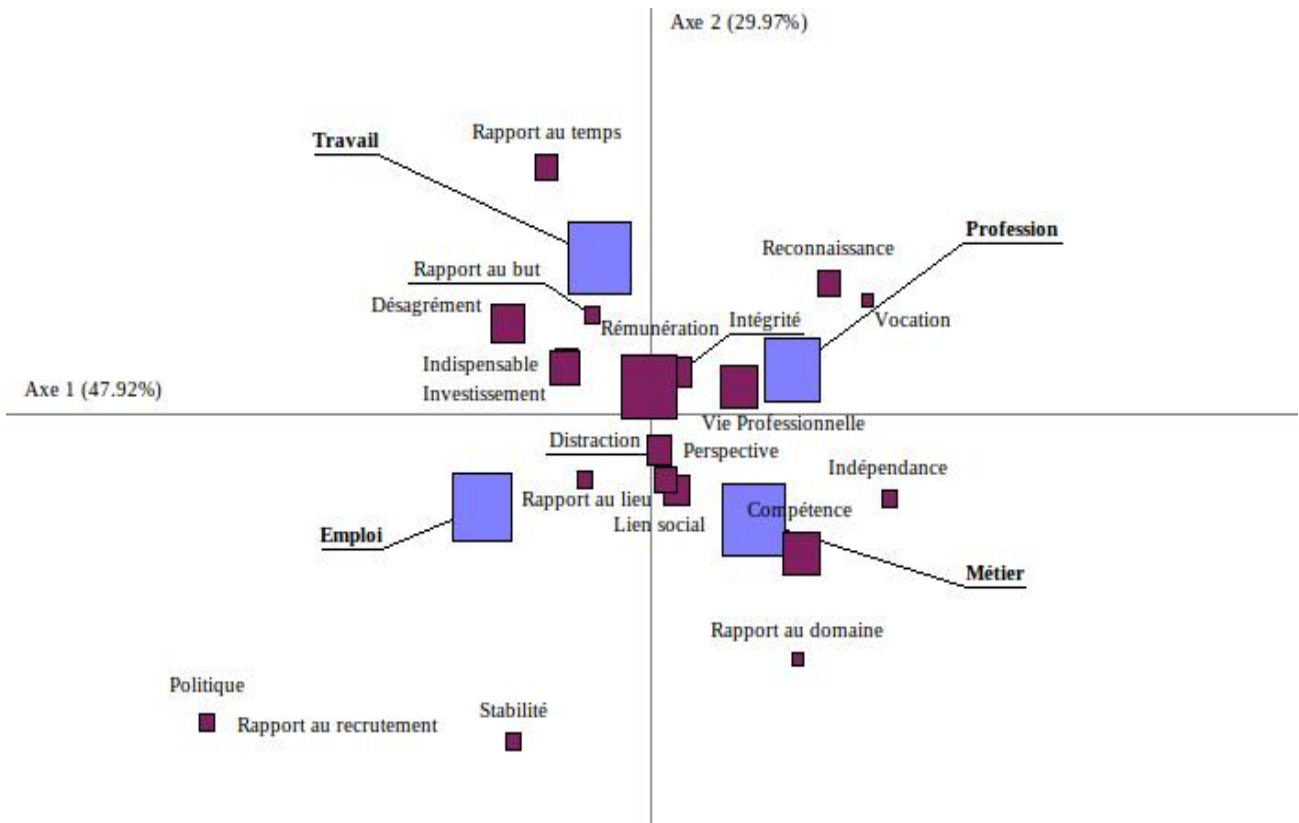 Axe 2 (29.97%)
Rapport au temps
Travail
Profession
Reconnaissance
Rapport au but
Désagrément
Vocation
Intégrité
Rémunération
Indispensable
Investissement
Axe 1 (47.92%)
Vie Professionnelle
Distraction
Perspective
Indépendance
Rapport au lieu
Compétence
Lien social
Emploi
Métier
Rapport au domaine
Politique
Stabilité
Rapport au recrutement